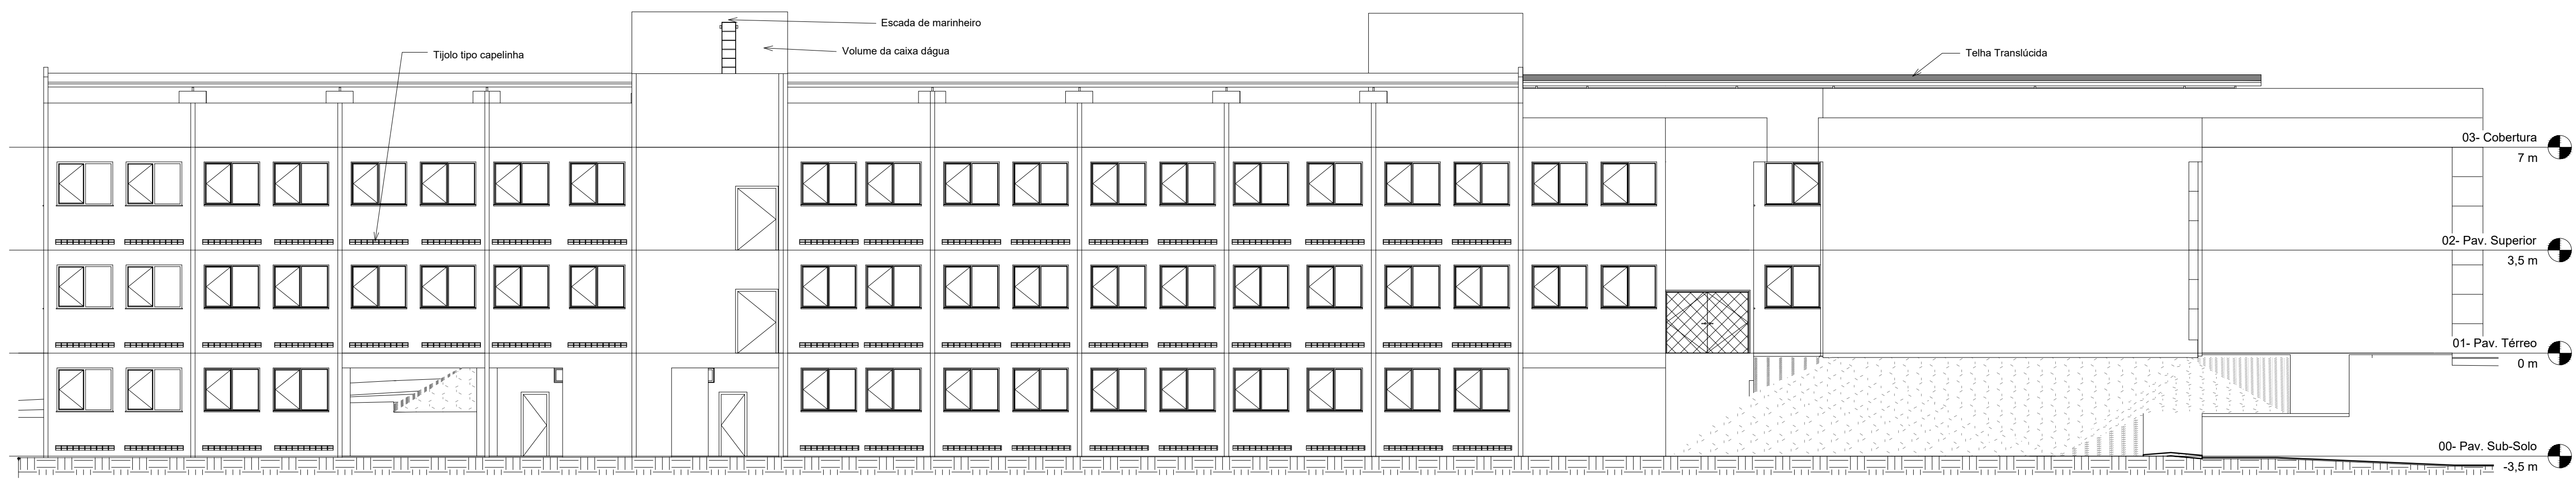 Escada de marinheiro
Volume da caixa dágua
Tijolo tipo capelinha
Telha Translúcida
03- Cobertura
7 m
02- Pav. Superior
3,5 m
01- Pav. Térreo
0 m
00- Pav. Sub-Solo
-3,5 m